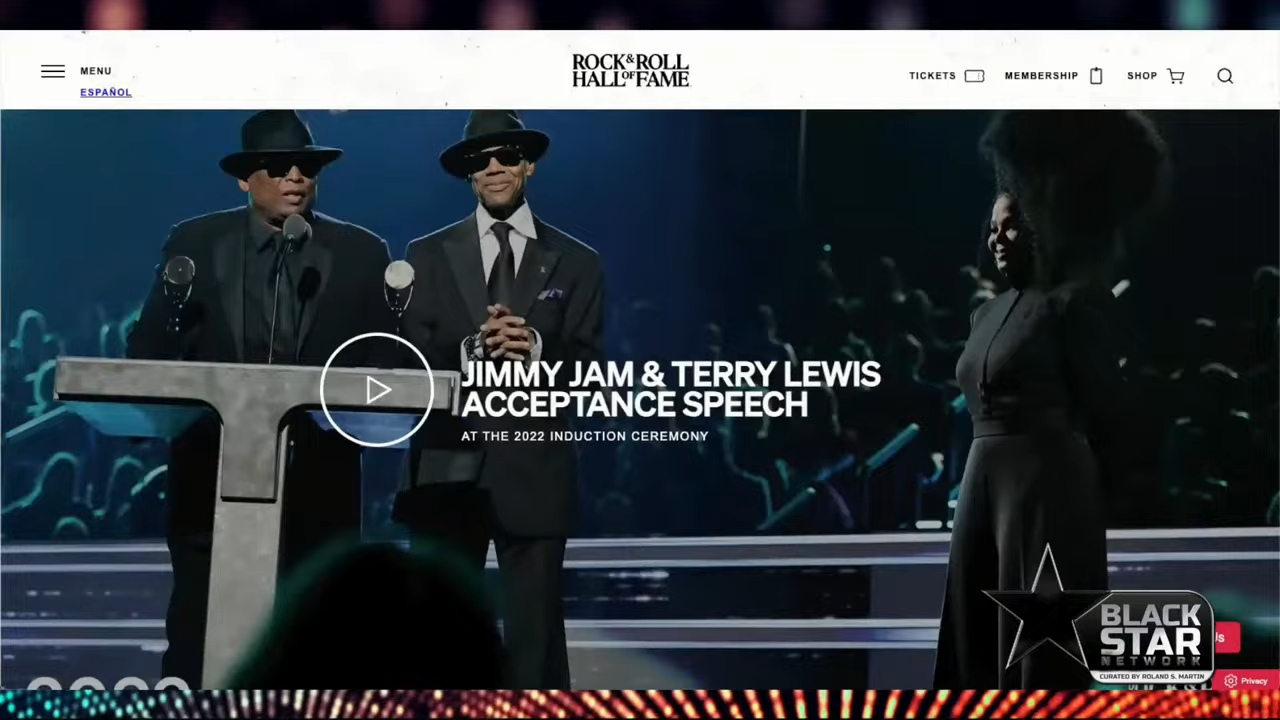 MENU
ESPAÑOL
ROCK&ROLL
HALL OF FAME
TICKETS
MEMBERSHIP
SHOP
JIMMY JAM & TERRY LEWIS
ACCEPTANCE SPEECH
AT THE 2022 INDUCTION CEREMONY
BLACK
STAR
NETWORK
CURATED BY ROLAND S. MARTIN
Privacy